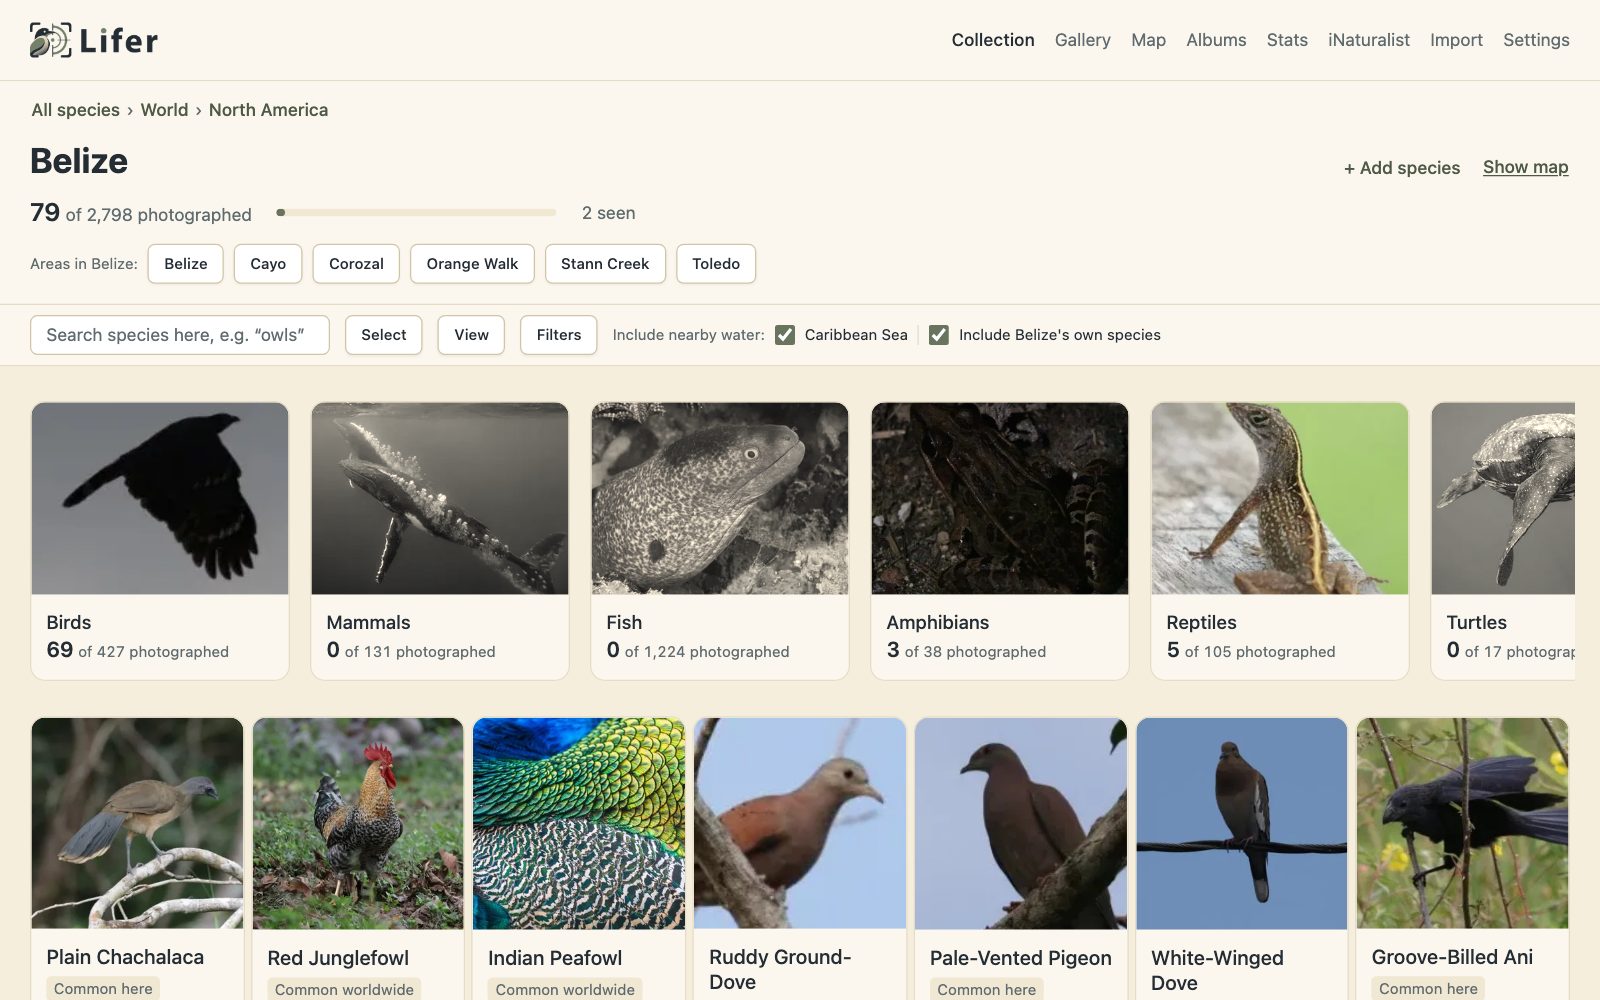 Lifer
Collection Gallery Map Albums Stats iNaturalist Import Settings
All species › World › North America
Belize
+ Add species Show map
79 of 2,798 photographed 2 seen
Areas in Belize: Belize Cayo Corozal Orange Walk Stann Creek Toledo
Search species here, e.g. “owls” Select View Filters Include nearby water: Caribbean Sea Include Belize's own species
Birds
69 of 427 photographed
Mammals
0 of 131 photographed
Fish
0 of 1,224 photographed
Amphibians
3 of 38 photographed
Reptiles
5 of 105 photographed
Turtles
0 of 17
Plain Chachalaca
Common here
Red Junglefowl
Common worldwide
Indian Peafowl
Common worldwide
Ruddy Ground-
Dove
Pale-Vented Pigeon
Common here
White-Winged
Dove
Groove-Billed Ani
Common here